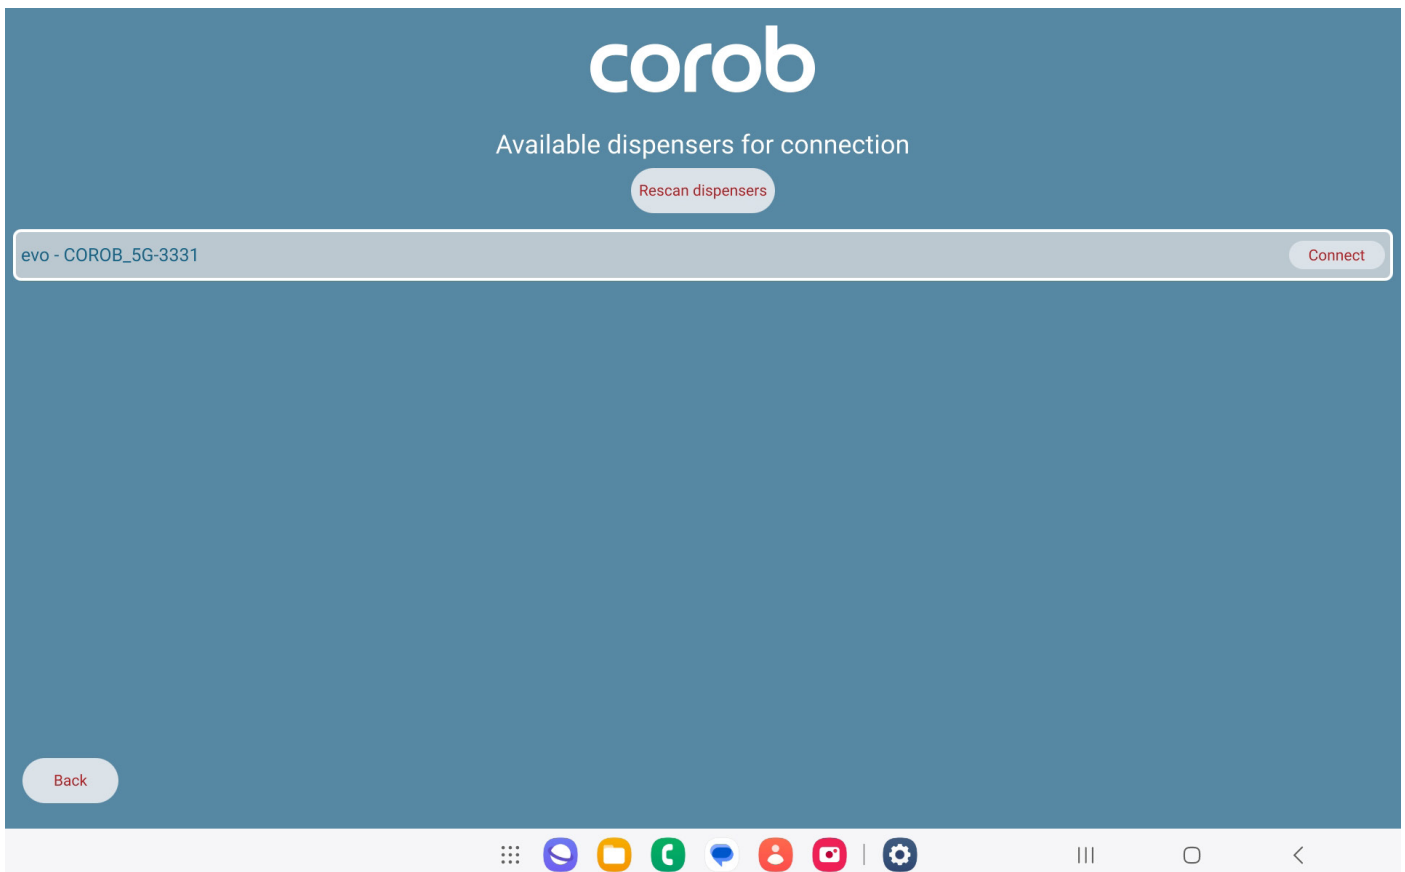 corob
Available dispensers for connection
Rescan dispensers
evo - COROB_5G-3331
Connect
Back